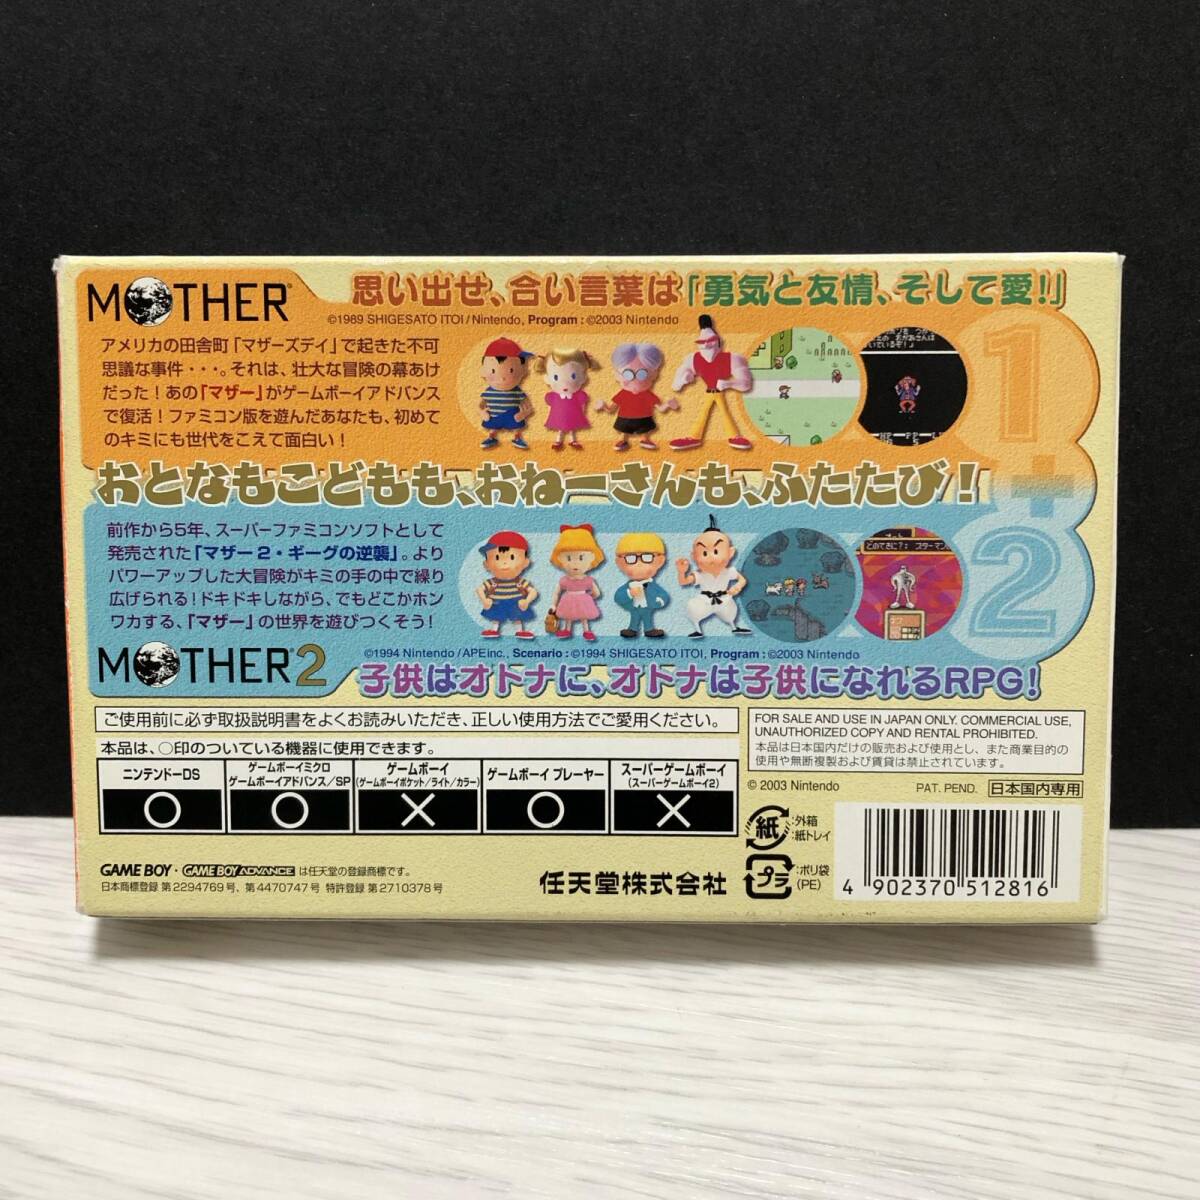 MOTHER
思い出せ、合い言葉は「勇気と友情、そして愛!」
©1989 SHIGESATO ITOI/Nintendo, Program:©2003 Nintendo
アメリカの田舎町「マザーズデイ」で起きた不可
思議な事件・・・。それは、壮大な冒険の幕あけ
だった!あの「マザー」がゲームボーイアドバンス
で復活!ファミコン版を遊んだあなたも、初めて
のキミにも世代をこえて面白い!
1+2
おとなもこどもも、おねーさんも、ふたたび!
前作から5年、スーパーファミコンソフトとして
発売された「マザー2・ギーグの逆襲」。より
パワーアップした大冒険がキミの手の中で繰り
広げられる!ドキドキしながら、でもどこかホン
ワカする、「マザー」の世界を遊びつくそう!
MOTHER2
©1994 Nintendo/APEinc., Scenario:©1994 SHIGESATO ITOI, Program:©2003 Nintendo
子供はオトナに、オトナは子供になれるRPG!
ご使用前に必ず取扱説明書をよくお読みいただき、正しい使用方法でご愛用ください。
本品は、○印のついている機器に使用できます。
ニンテンドーDS
ゲームボーイミクロ
ゲームボーイアドバンス/SP
ゲームボーイ
(ゲームボーイポケット/ライト/カラー)
ゲームボーイ プレーヤー
スーパーゲームボーイ
(スーパーゲームボーイ2)
○ ○ × ○ ×
FOR SALE AND USE IN JAPAN ONLY. COMMERCIAL USE,
UNAUTHORIZED COPY AND RENTAL PROHIBITED.
本品は日本国内だけの販売および使用とし、また商業目的の
使用や無断複製および賃貸は禁止されています。
© 2003 Nintendo
PAT. PEND.
日本国内専用
GAME BOY・GAME BOY ADVANCE は任天堂の登録商標です。
日本商標登録 第2294769号、第4470747号 特許登録 第2710378号
任天堂株式会社
紙
:外箱
:紙トレイ
プラ
:ポリ袋
(PE)
4 902370 512816